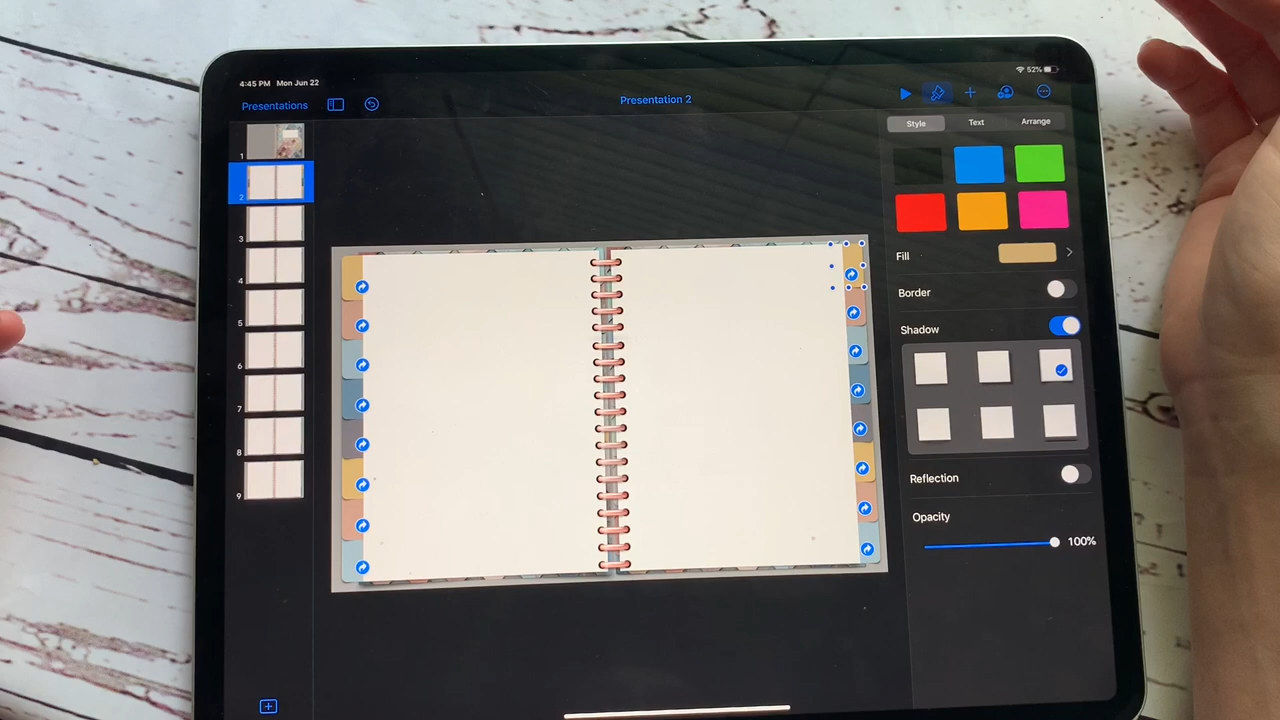 4:45 PM Mon Jun 22
52%
Presentations
Presentation 2
Style Text Arrange
1
2
3
4
5
6
7
8
9
Fill
Border
Shadow
Reflection
Opacity
100%